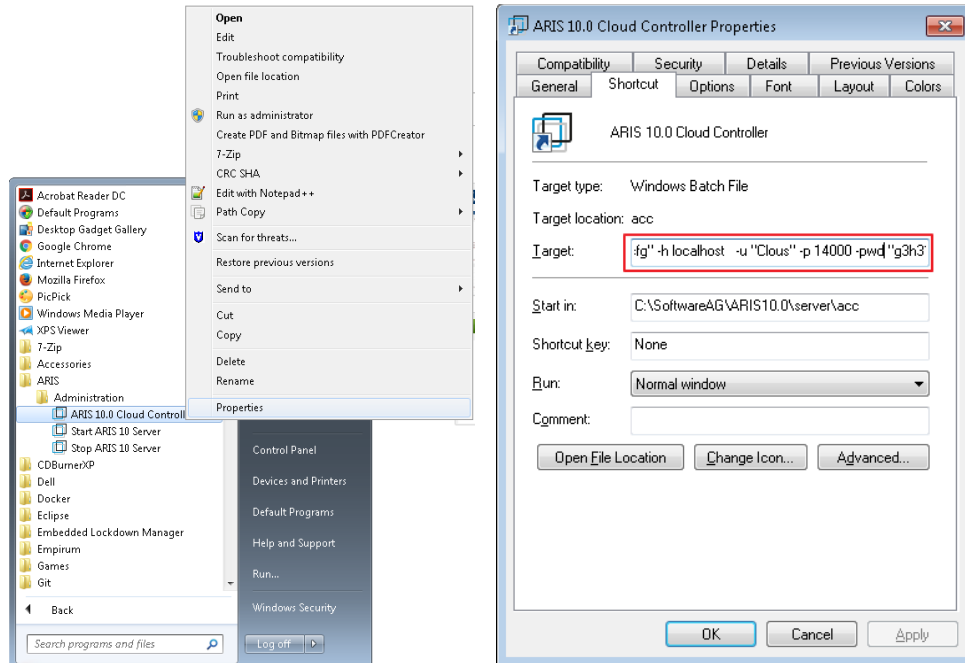 Open
Edit
Troubleshoot compatibility
Open file location
Print
Run as administrator
Create PDF and Bitmap files with PDFCreator
7-Zip
CRC SHA
Edit with Notepad++
Path Copy
Scan for threats...
Restore previous versions
Send to
Cut
Copy
Delete
Rename
Properties
Acrobat Reader DC
Default Programs
Desktop Gadget Gallery
Google Chrome
Internet Explorer
Mozilla Firefox
PicPick
Windows Media Player
XPS Viewer
7-Zip
Accessories
ARIS
Administration
ARIS 10.0 Cloud Controll
Start ARIS 10 Server
Stop ARIS 10 Server
CDBurnerXP
Dell
Docker
Eclipse
Embedded Lockdown Manager
Empirum
Games
Git
Back
Search programs and files
Control Panel
Devices and Printers
Default Programs
Help and Support
Run...
Windows Security
Log off
ARIS 10.0 Cloud Controller Properties
Compatibility Security Details Previous Versions
General Shortcut Options Font Layout Colors
ARIS 10.0 Cloud Controller
Target type: Windows Batch File
Target location: acc
Target: :fg" -h localhost -u "Clous" -p 14000 -pwd "g3h3
Start in: C:\SoftwareAG\ARIS10.0\server\acc
Shortcut key: None
Run: Normal window
Comment:
Open File Location Change Icon... Advanced...
OK Cancel Apply